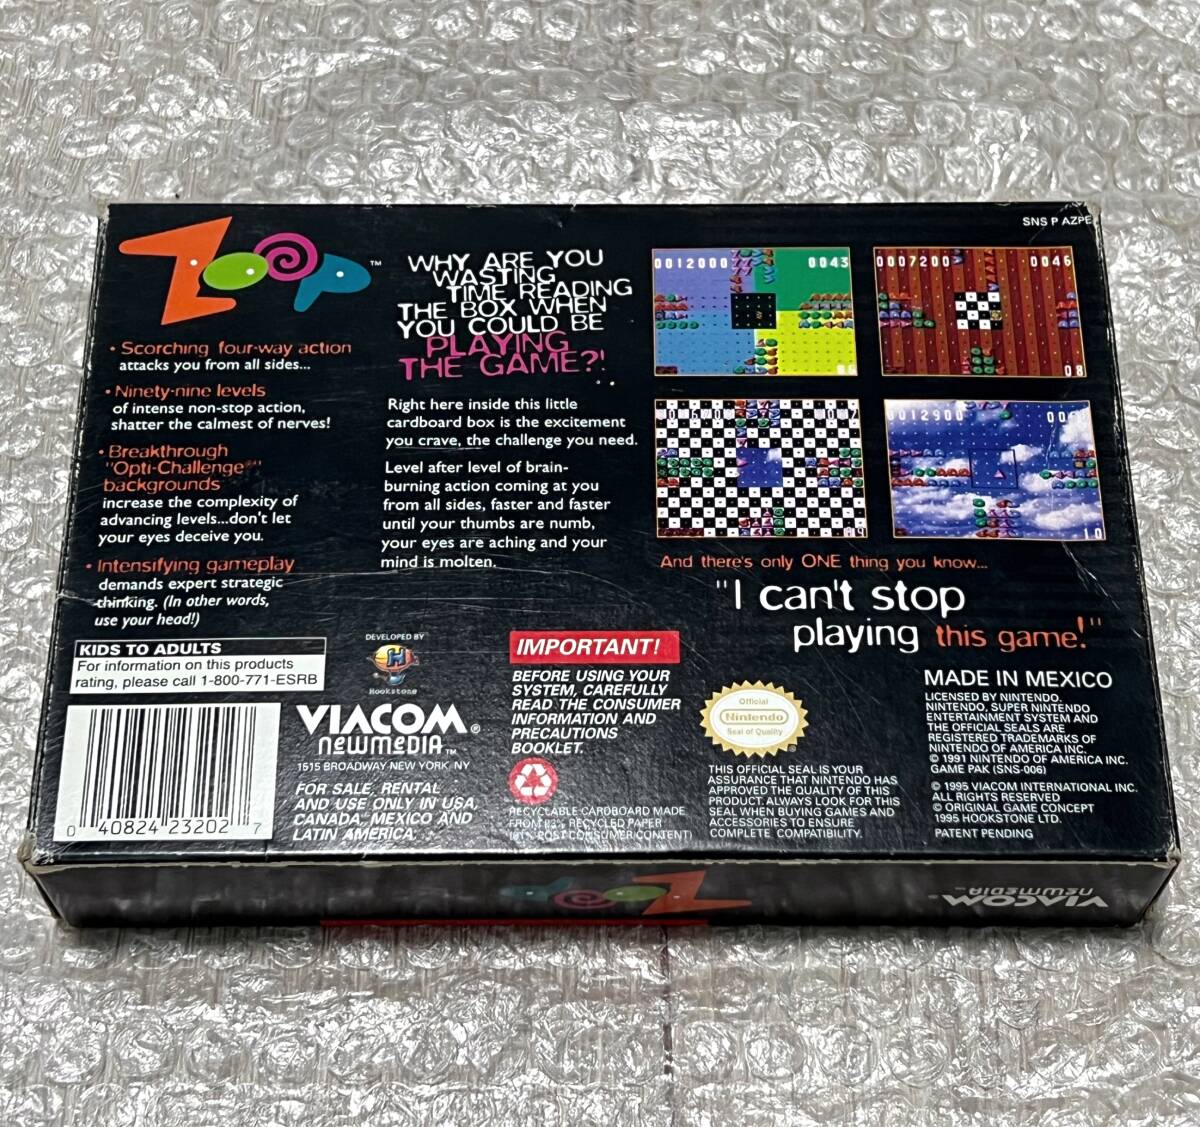 SNS P AZPE
ZOOP™
• Scorching four-way action
attacks you from all sides...
• Ninety-nine levels
of intense non-stop action,
shatter the calmest of nerves!
• Breakthrough
"Opti-Challenge"
backgrounds
increase the complexity of
advancing levels...don't let
your eyes deceive you.
• Intensifying gameplay
demands expert strategic
thinking. (In other words,
use your head!)
WHY ARE YOU
WASTING
TIME READING
THE BOX WHEN
YOU COULD BE
PLAYING
THE GAME?!
Right here inside this little
cardboard box is the excitement
you crave, the challenge you need.
Level after level of brain-
burning action coming at you
from all sides, faster and faster
until your thumbs are numb,
your eyes are aching and your
mind is molten.
0012000 0043
0007200 0046
08
0012900
10
And there's only ONE thing you know...
"I can't stop
playing this game!"
KIDS TO ADULTS
For information on this products
rating, please call 1-800-771-ESRB
0 40824 23202 7
DEVELOPED BY
H
Hookstone
VIACOM®
newmedia™
1515 BROADWAY NEW YORK NY
FOR SALE, RENTAL
AND USE ONLY IN USA,
CANADA, MEXICO AND
LATIN AMERICA.
IMPORTANT!
BEFORE USING YOUR
SYSTEM, CAREFULLY
READ THE CONSUMER
INFORMATION AND
PRECAUTIONS
BOOKLET.
RECYCLABLE CARDBOARD MADE
FROM RECYCLED PAPER
POST CONSUMER CONTENT)
Official
Nintendo
Seal of Quality
THIS OFFICIAL SEAL IS YOUR
ASSURANCE THAT NINTENDO HAS
APPROVED THE QUALITY OF THIS
PRODUCT. ALWAYS LOOK FOR THIS
SEAL WHEN BUYING GAMES AND
ACCESSORIES TO ENSURE
COMPLETE COMPATIBILITY.
MADE IN MEXICO
LICENSED BY NINTENDO.
NINTENDO, SUPER NINTENDO
ENTERTAINMENT SYSTEM AND
THE OFFICIAL SEALS ARE
REGISTERED TRADEMARKS OF
NINTENDO OF AMERICA INC.
© 1991 NINTENDO OF AMERICA INC.
GAME PAK (SNS-006)
© 1995 VIACOM INTERNATIONAL INC.
ALL RIGHTS RESERVED
© ORIGINAL GAME CONCEPT
1995 HOOKSTONE LTD.
PATENT PENDING
ZOOP
VIACOM®
newmedia™